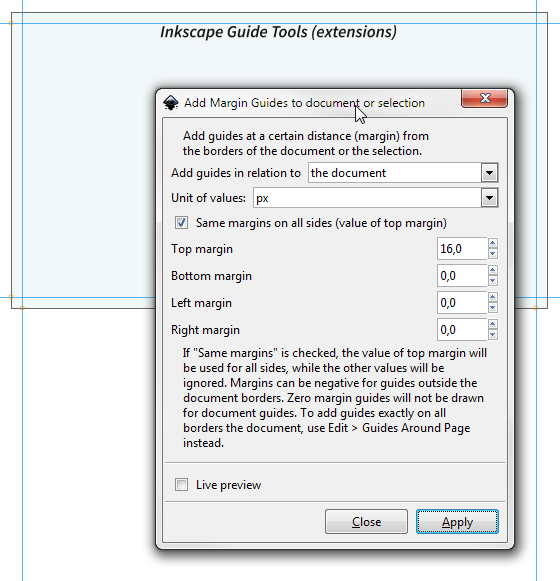 Inkscape Guide Tools (extensions)
Add Margin Guides to document or selection
Add guides at a certain distance (margin) from
the borders of the document or the selection.
Add guides in relation to the document
Unit of values: px
Same margins on all sides (value of top margin)
Top margin 16,0
Bottom margin 0,0
Left margin 0,0
Right margin 0,0
If "Same margins" is checked, the value of top margin will
be used for all sides, while the other values will be
ignored. Margins can be negative for guides outside the
document borders. Zero margin guides will not be drawn
for document guides. To add guides exactly on all
borders the document, use Edit > Guides Around Page
instead.
Live preview
Close Apply